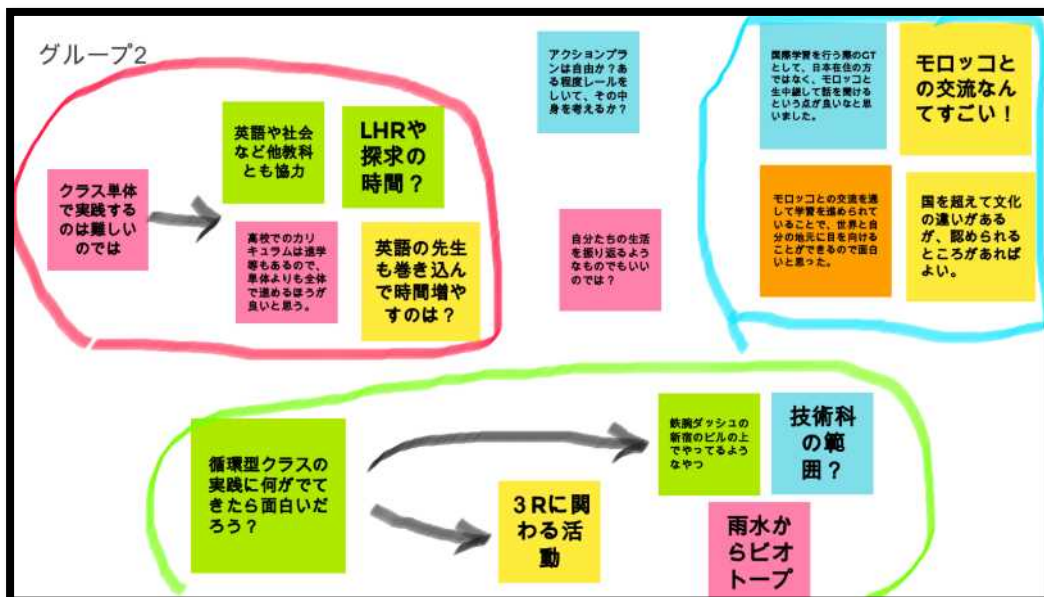 グループ2
クラス単体
で実践する
のは難しい
のでは
英語や社会
など他教科
とも協力
LHRや
探求の
時間？
高校でのカリ
キュラムは進学
等もあるので、
単体よりも全体
で進めるほうが
良いと思う。
英語の先生
も巻き込ん
で時間増や
すのは？
アクションプラ
ンは自由か？あ
る程度レールを
しいて、その中
身を考えるか？
自分たちの生活
を振り返るよう
なものでもいい
のでは？
国際学習を行う際のGT
として、日本在住の方
ではなく、モロッコと
生中継して話を聞ける
という点が良いなと思
いました。
モロッコと
の交流なん
てすごい！
モロッコとの交流を通
して学習を進められて
いることで、世界と自
分の地元に目を向ける
ことができるので面白
いと思った。
国を超えて文化
の違いがある
が、認められる
ところがあれば
よい。
循環型クラスの
実践に何がでて
きたら面白いだ
ろう？
鉄腕ダッシュの
新宿のビルの上
でやってるよう
なやつ
技術科
の範
囲？
３Rに関
わる活
動
雨水か
らビオ
トープ